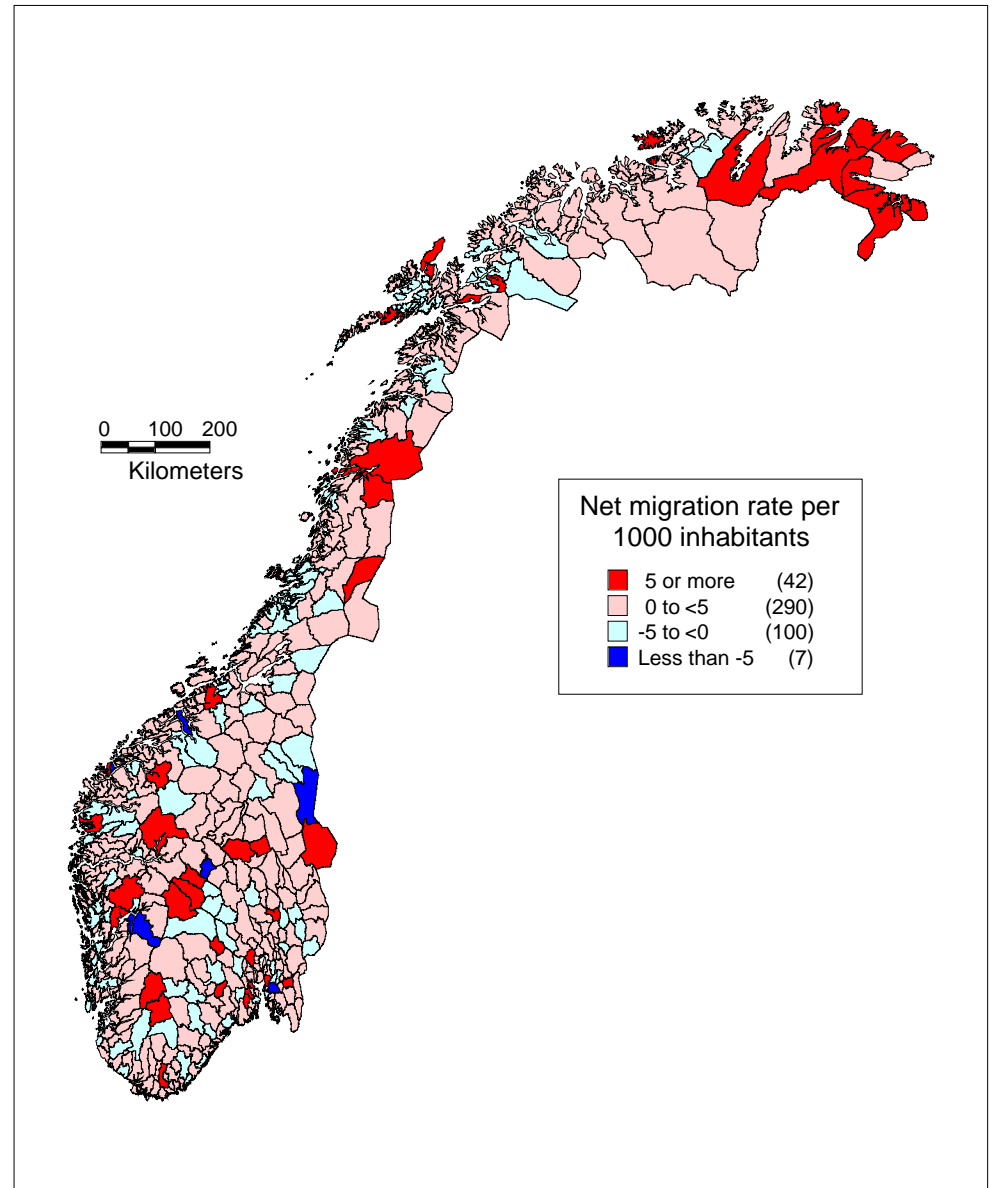 0 100 200
Kilometers
Net migration rate per
1000 inhabitants
5 or more (42)
0 to <5 (290)
-5 to <0 (100)
Less than -5 (7)